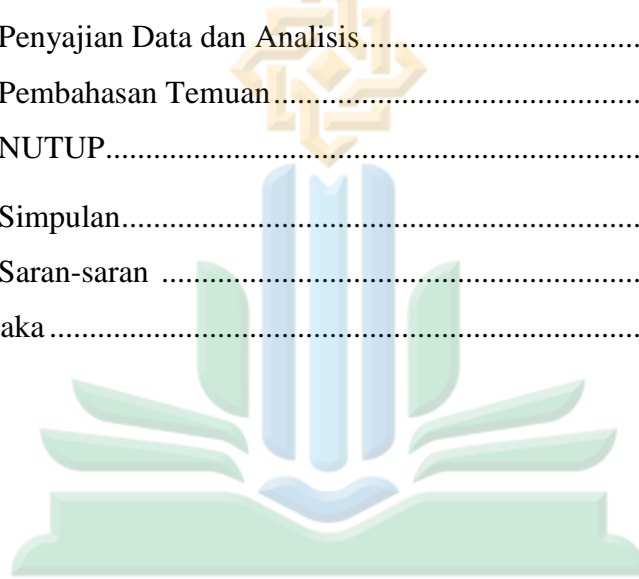 Penyajian Data dan Analisis..................................
Pembahasan Temuan..............................................
NUTUP...................................................................
Simpulan.................................................................
Saran-saran ............................................................
aka..........................................................................